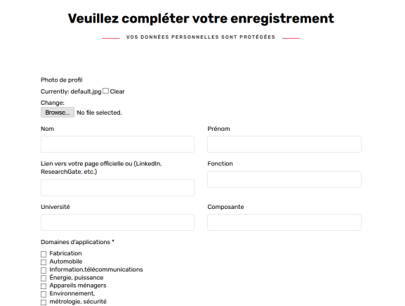 Veuillez compléter votre enregistrement
VOS DONNÉES PERSONNELLES SONT PROTÉGÉES
Photo de profil
Currently: default.jpg Clear
Change:
Browse... No file selected.
Nom
Prénom
Lien vers votre page officielle ou (LinkedIn,
ResearchGate, etc.)
Fonction
Université
Composante
Domaines d'applications *
Fabrication
Automobile
Information,télécommunications
Énergie, puissance
Appareils ménagers
Environnement,
métrologie, sécurité